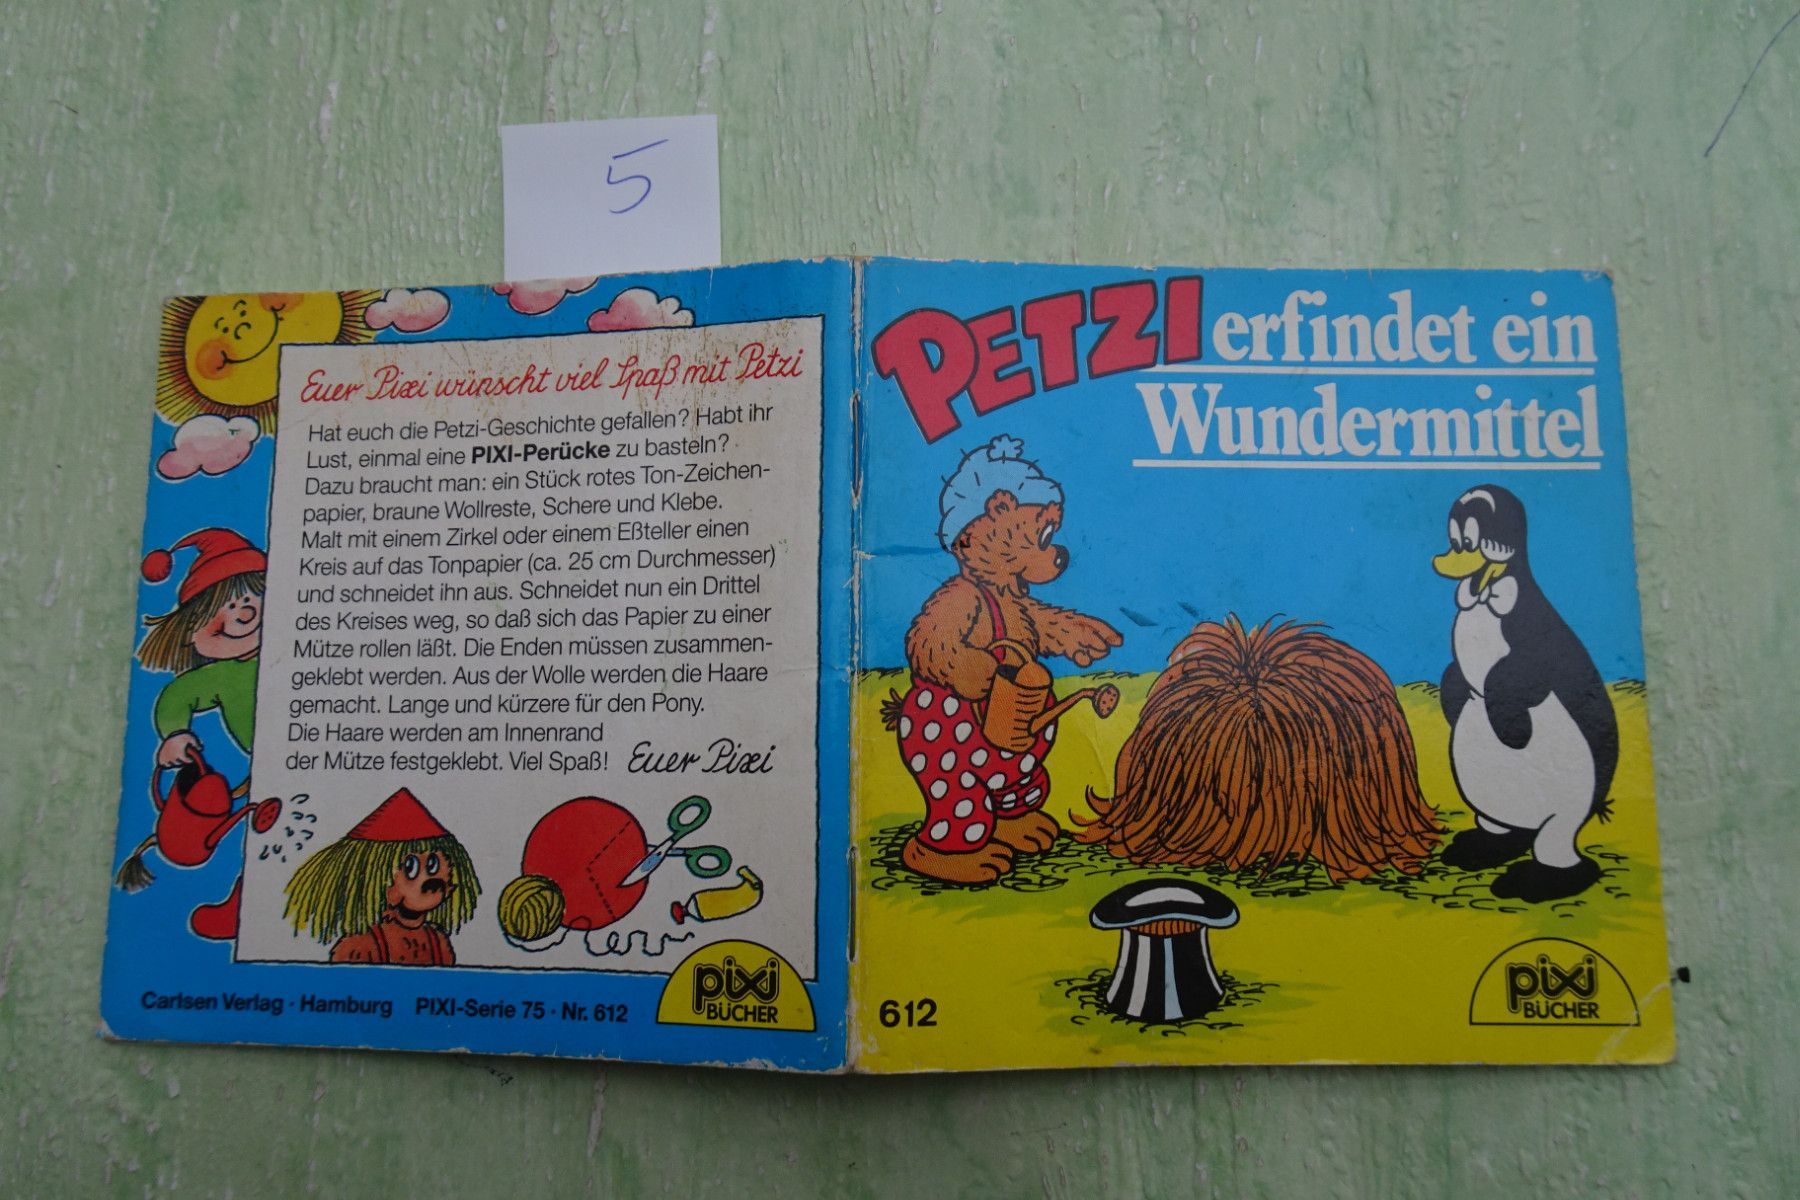 5
Euer Pixi wünscht viel Spaß mit Petzi
Hat euch die Petzi-Geschichte gefallen? Habt ihr
Lust, einmal eine PIXI-Perücke zu basteln?
Dazu braucht man: ein Stück rotes Ton-Zeichen-
papier, braune Wollreste, Schere und Klebe.
Malt mit einem Zirkel oder einem Eßteller einen
Kreis auf das Tonpapier (ca. 25 cm Durchmesser)
und schneidet ihn aus. Schneidet nun ein Drittel
des Kreises weg, so daß sich das Papier zu einer
Mütze rollen läßt. Die Enden müssen zusammen-
geklebt werden. Aus der Wolle werden die Haare
gemacht. Lange und kürzere für den Pony.
Die Haare werden am Innenrand
der Mütze festgeklebt. Viel Spaß! Euer Pixi
Carlsen Verlag · Hamburg PIXI-Serie 75 · Nr. 612
pixi
BÜCHER
PETZI erfindet ein
Wundermittel
612
pixi
BÜCHER